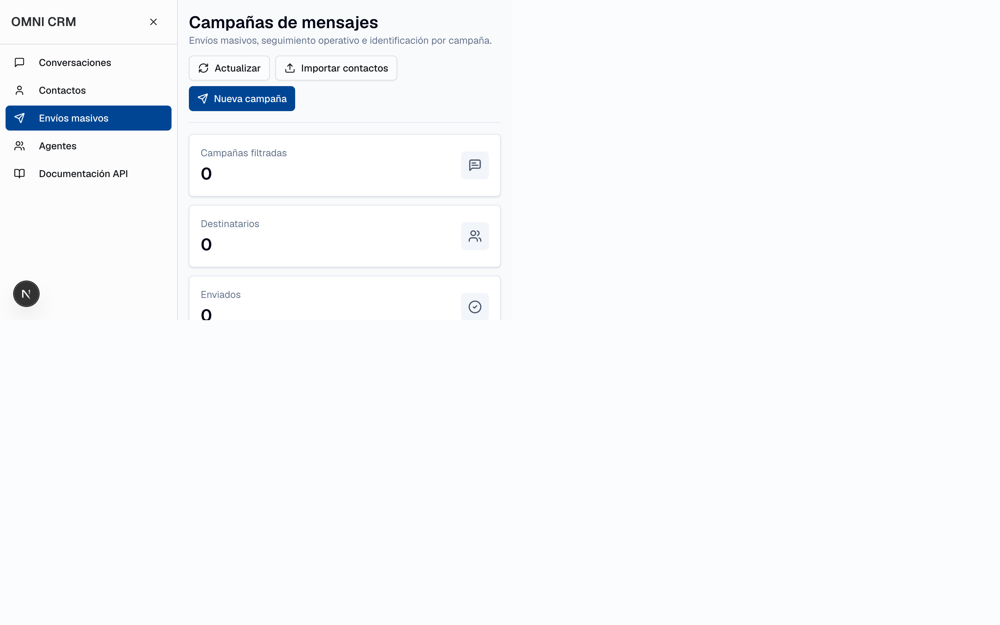 OMNI CRM
Conversaciones
Contactos
Envíos masivos
Agentes
Documentación API
N
Campañas de mensajes
Envíos masivos, seguimiento operativo e identificación por campaña.
Actualizar
Importar contactos
Nueva campaña
Campañas filtradas
0
Destinatarios
0
Enviados
0